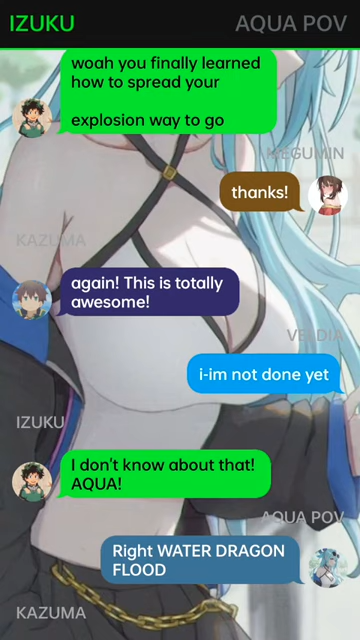 IZUKU
AQUA POV
woah you finally learned
how to spread your
explosion way to go
MEGUMIN
thanks!
KAZUMA
again! This is totally
awesome!
VELDIA
i-im not done yet
IZUKU
I don't know about that!
AQUA!
AQUA POV
Right WATER DRAGON
FLOOD
KAZUMA